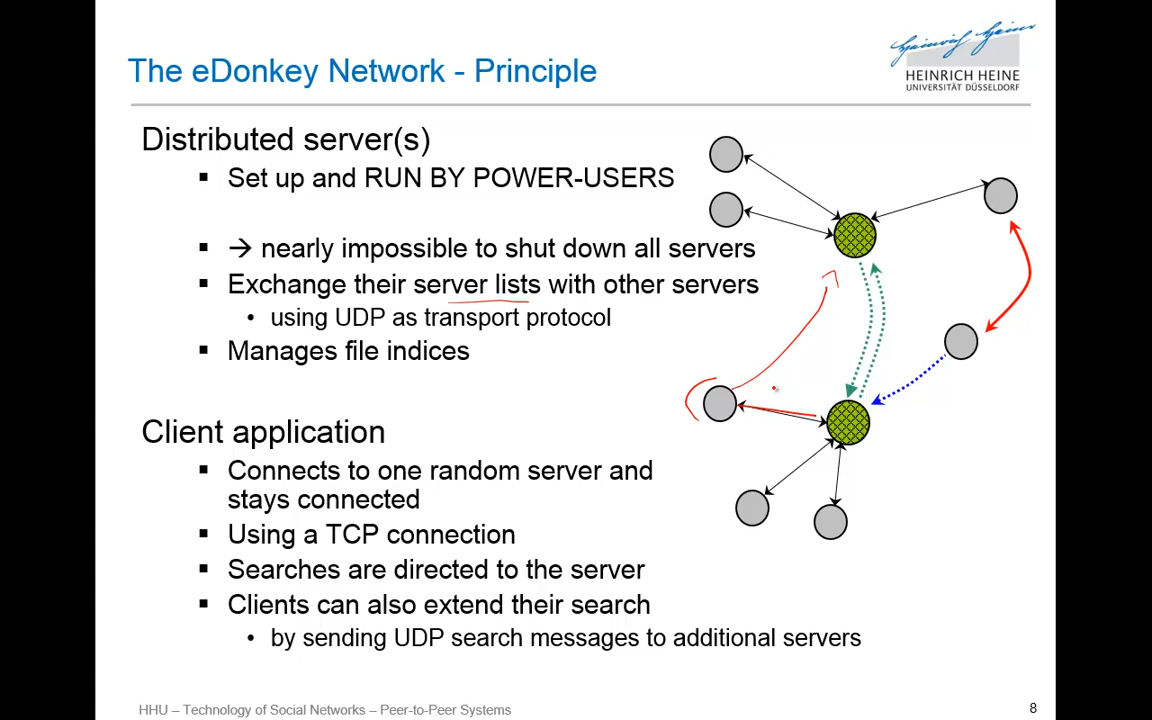 The eDonkey Network - Principle
Heinrich Heine
HEINRICH HEINE
UNIVERSITÄT DÜSSELDORF
Distributed server(s)
▪ Set up and RUN BY POWER-USERS
▪ → nearly impossible to shut down all servers
▪ Exchange their server lists with other servers
• using UDP as transport protocol
▪ Manages file indices
Client application
▪ Connects to one random server and
stays connected
▪ Using a TCP connection
▪ Searches are directed to the server
▪ Clients can also extend their search
• by sending UDP search messages to additional servers
HHU – Technology of Social Networks – Peer-to-Peer Systems
8